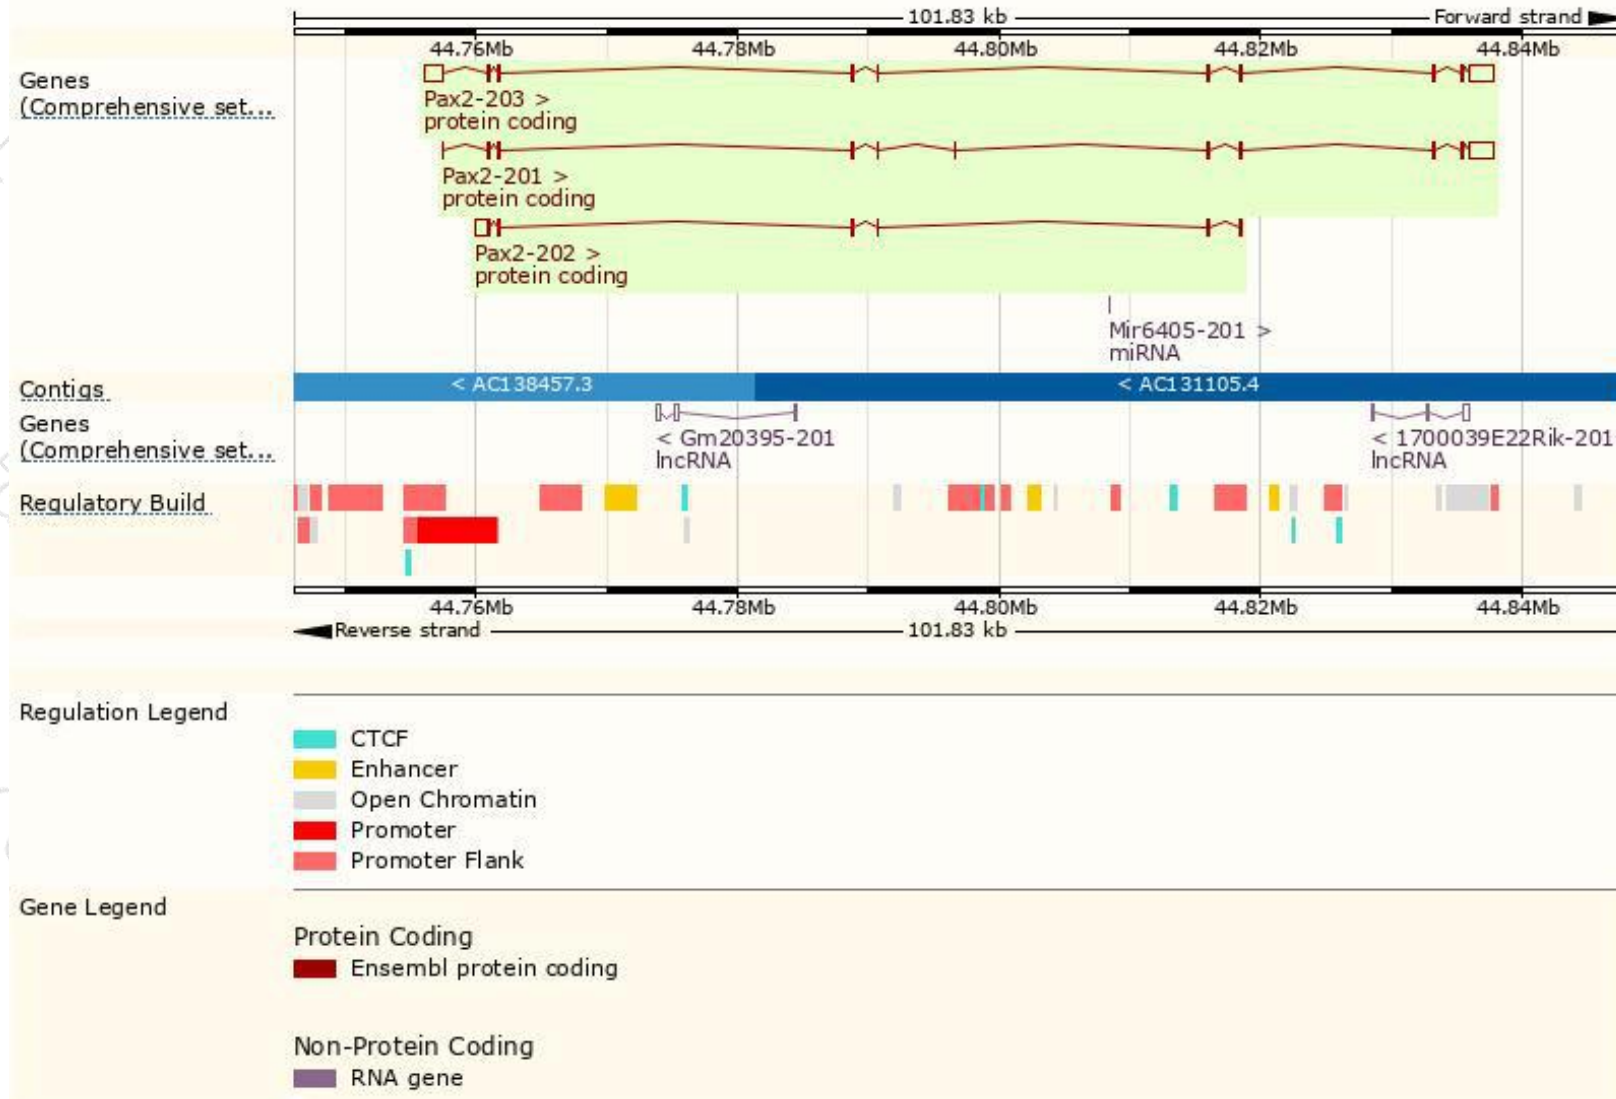 101.83 kb Forward strand
44.76Mb 44.78Mb 44.80Mb 44.82Mb 44.84Mb
Genes
(Comprehensive set...
Pax2-203 >
protein coding
Pax2-201 >
protein coding
Pax2-202 >
protein coding
Mir6405-201 >
miRNA
Contigs
< AC138457.3 < AC131105.4
Genes
(Comprehensive set...
< Gm20395-201 < 1700039E22Rik-201
lncRNA lncRNA
Regulatory Build
44.76Mb 44.78Mb 44.80Mb 44.82Mb 44.84Mb
Reverse strand 101.83 kb
Regulation Legend
CTCF
Enhancer
Open Chromatin
Promoter
Promoter Flank
Gene Legend
Protein Coding
Ensembl protein coding
Non-Protein Coding
RNA gene